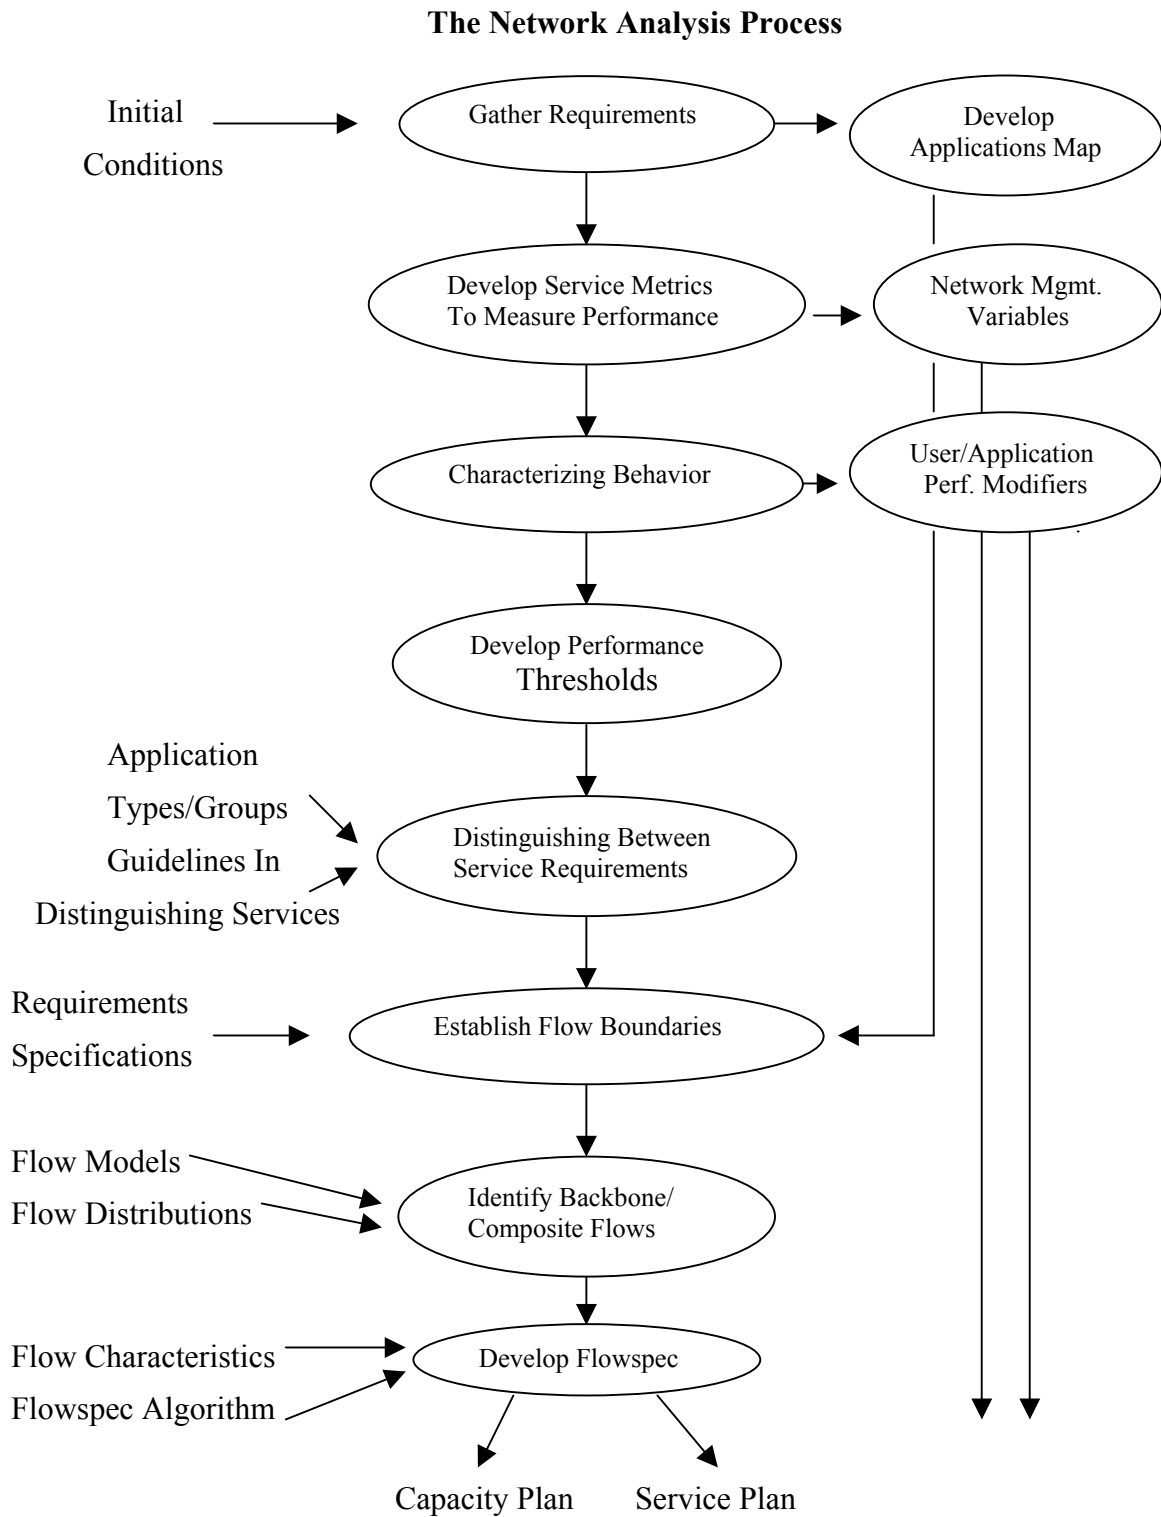 The Network Analysis Process
Initial
Conditions
Gather Requirements
Develop
Applications Map
Develop Service Metrics
To Measure Performance
Network Mgmt.
Variables
Characterizing Behavior
User/Application
Perf. Modifiers
Develop Performance
Thresholds
Application
Types/Groups
Guidelines In
Distinguishing Services
Distinguishing Between
Service Requirements
Requirements
Specifications
Establish Flow Boundaries
Flow Models
Flow Distributions
Identify Backbone/
Composite Flows
Flow Characteristics
Flowspec Algorithm
Develop Flowspec
Capacity Plan
Service Plan